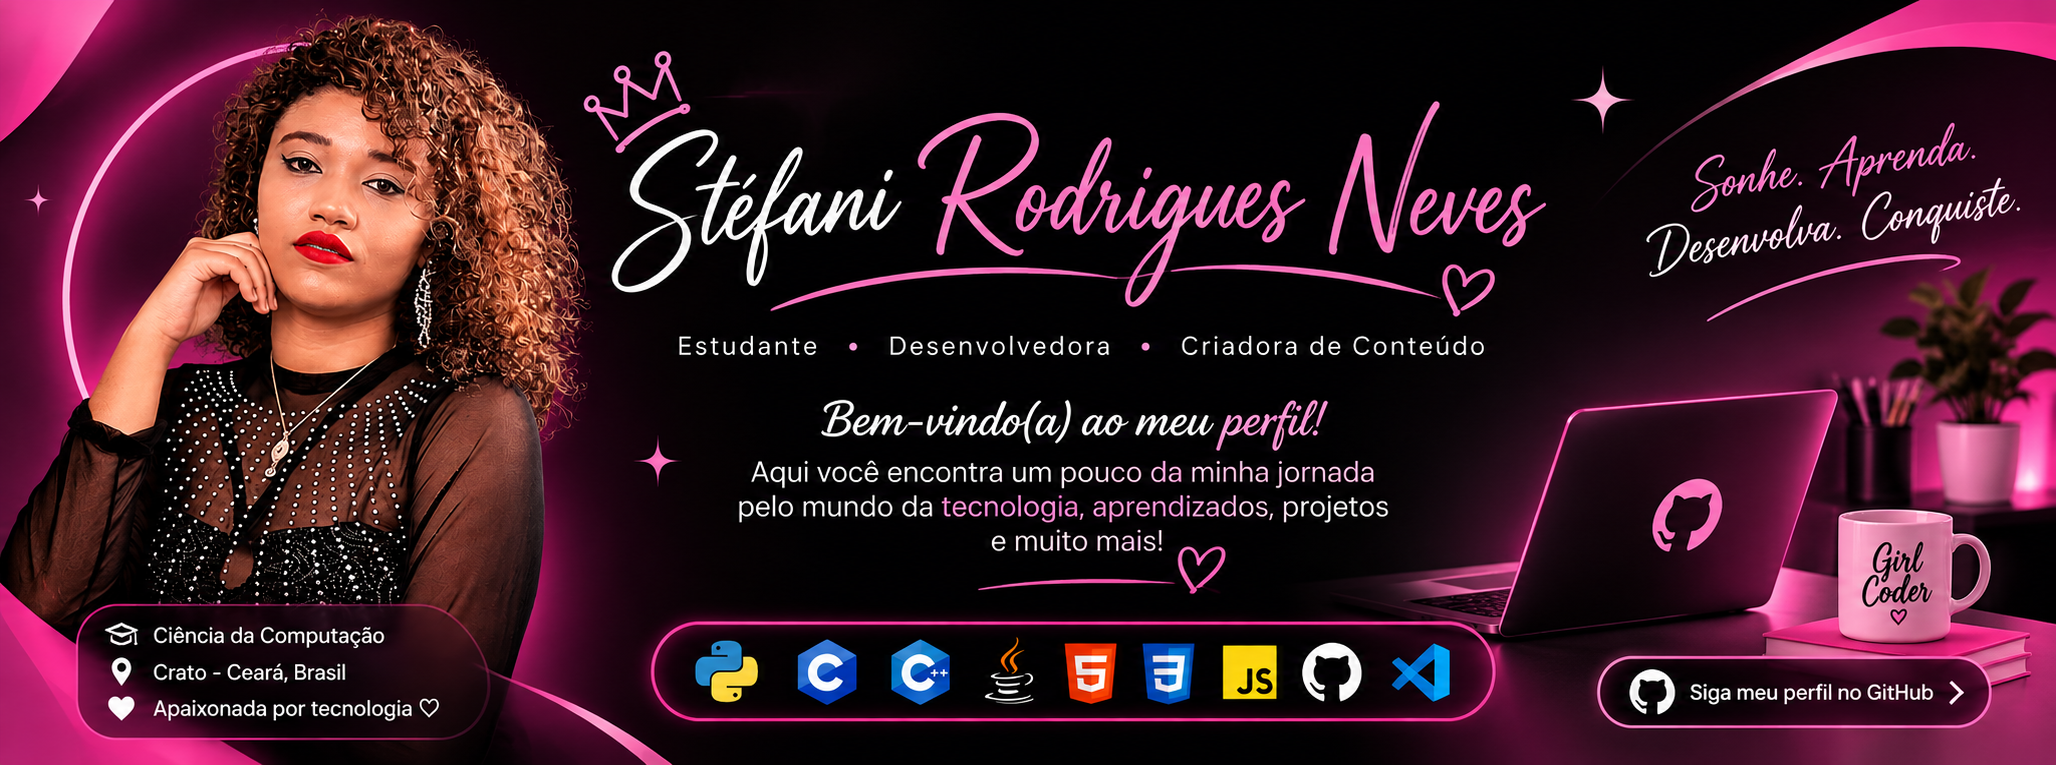 Stéfani Rodrigues Neves
Sonhe. Aprenda.
Desenvolva. Conquiste.
Estudante • Desenvolvedora • Criadora de Conteúdo
Bem-vindo(a) ao meu perfil!
Aqui você encontra um pouco da minha jornada
pelo mundo da tecnologia, aprendizados, projetos
e muito mais!
Girl
Coder
Ciência da Computação
Crato - Ceará, Brasil
Apaixonada por tecnologia ♡
C
C++
5
3
JS
Siga meu perfil no GitHub